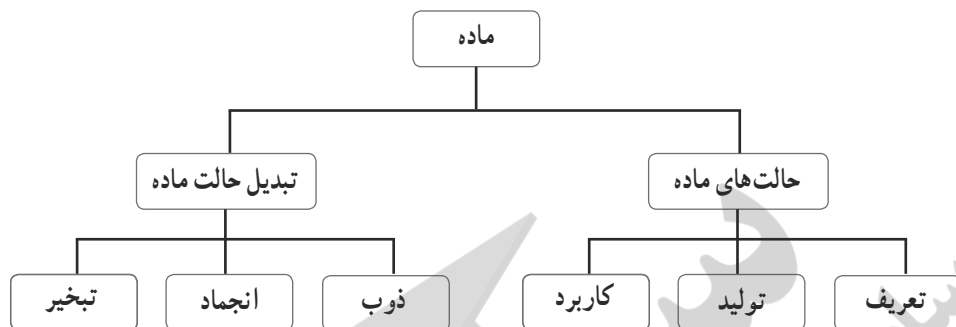 ماده
حالت‌های ماده
تبدیل حالت ماده
تعریف
تولید
کاربرد
ذوب
انجماد
تبخیر